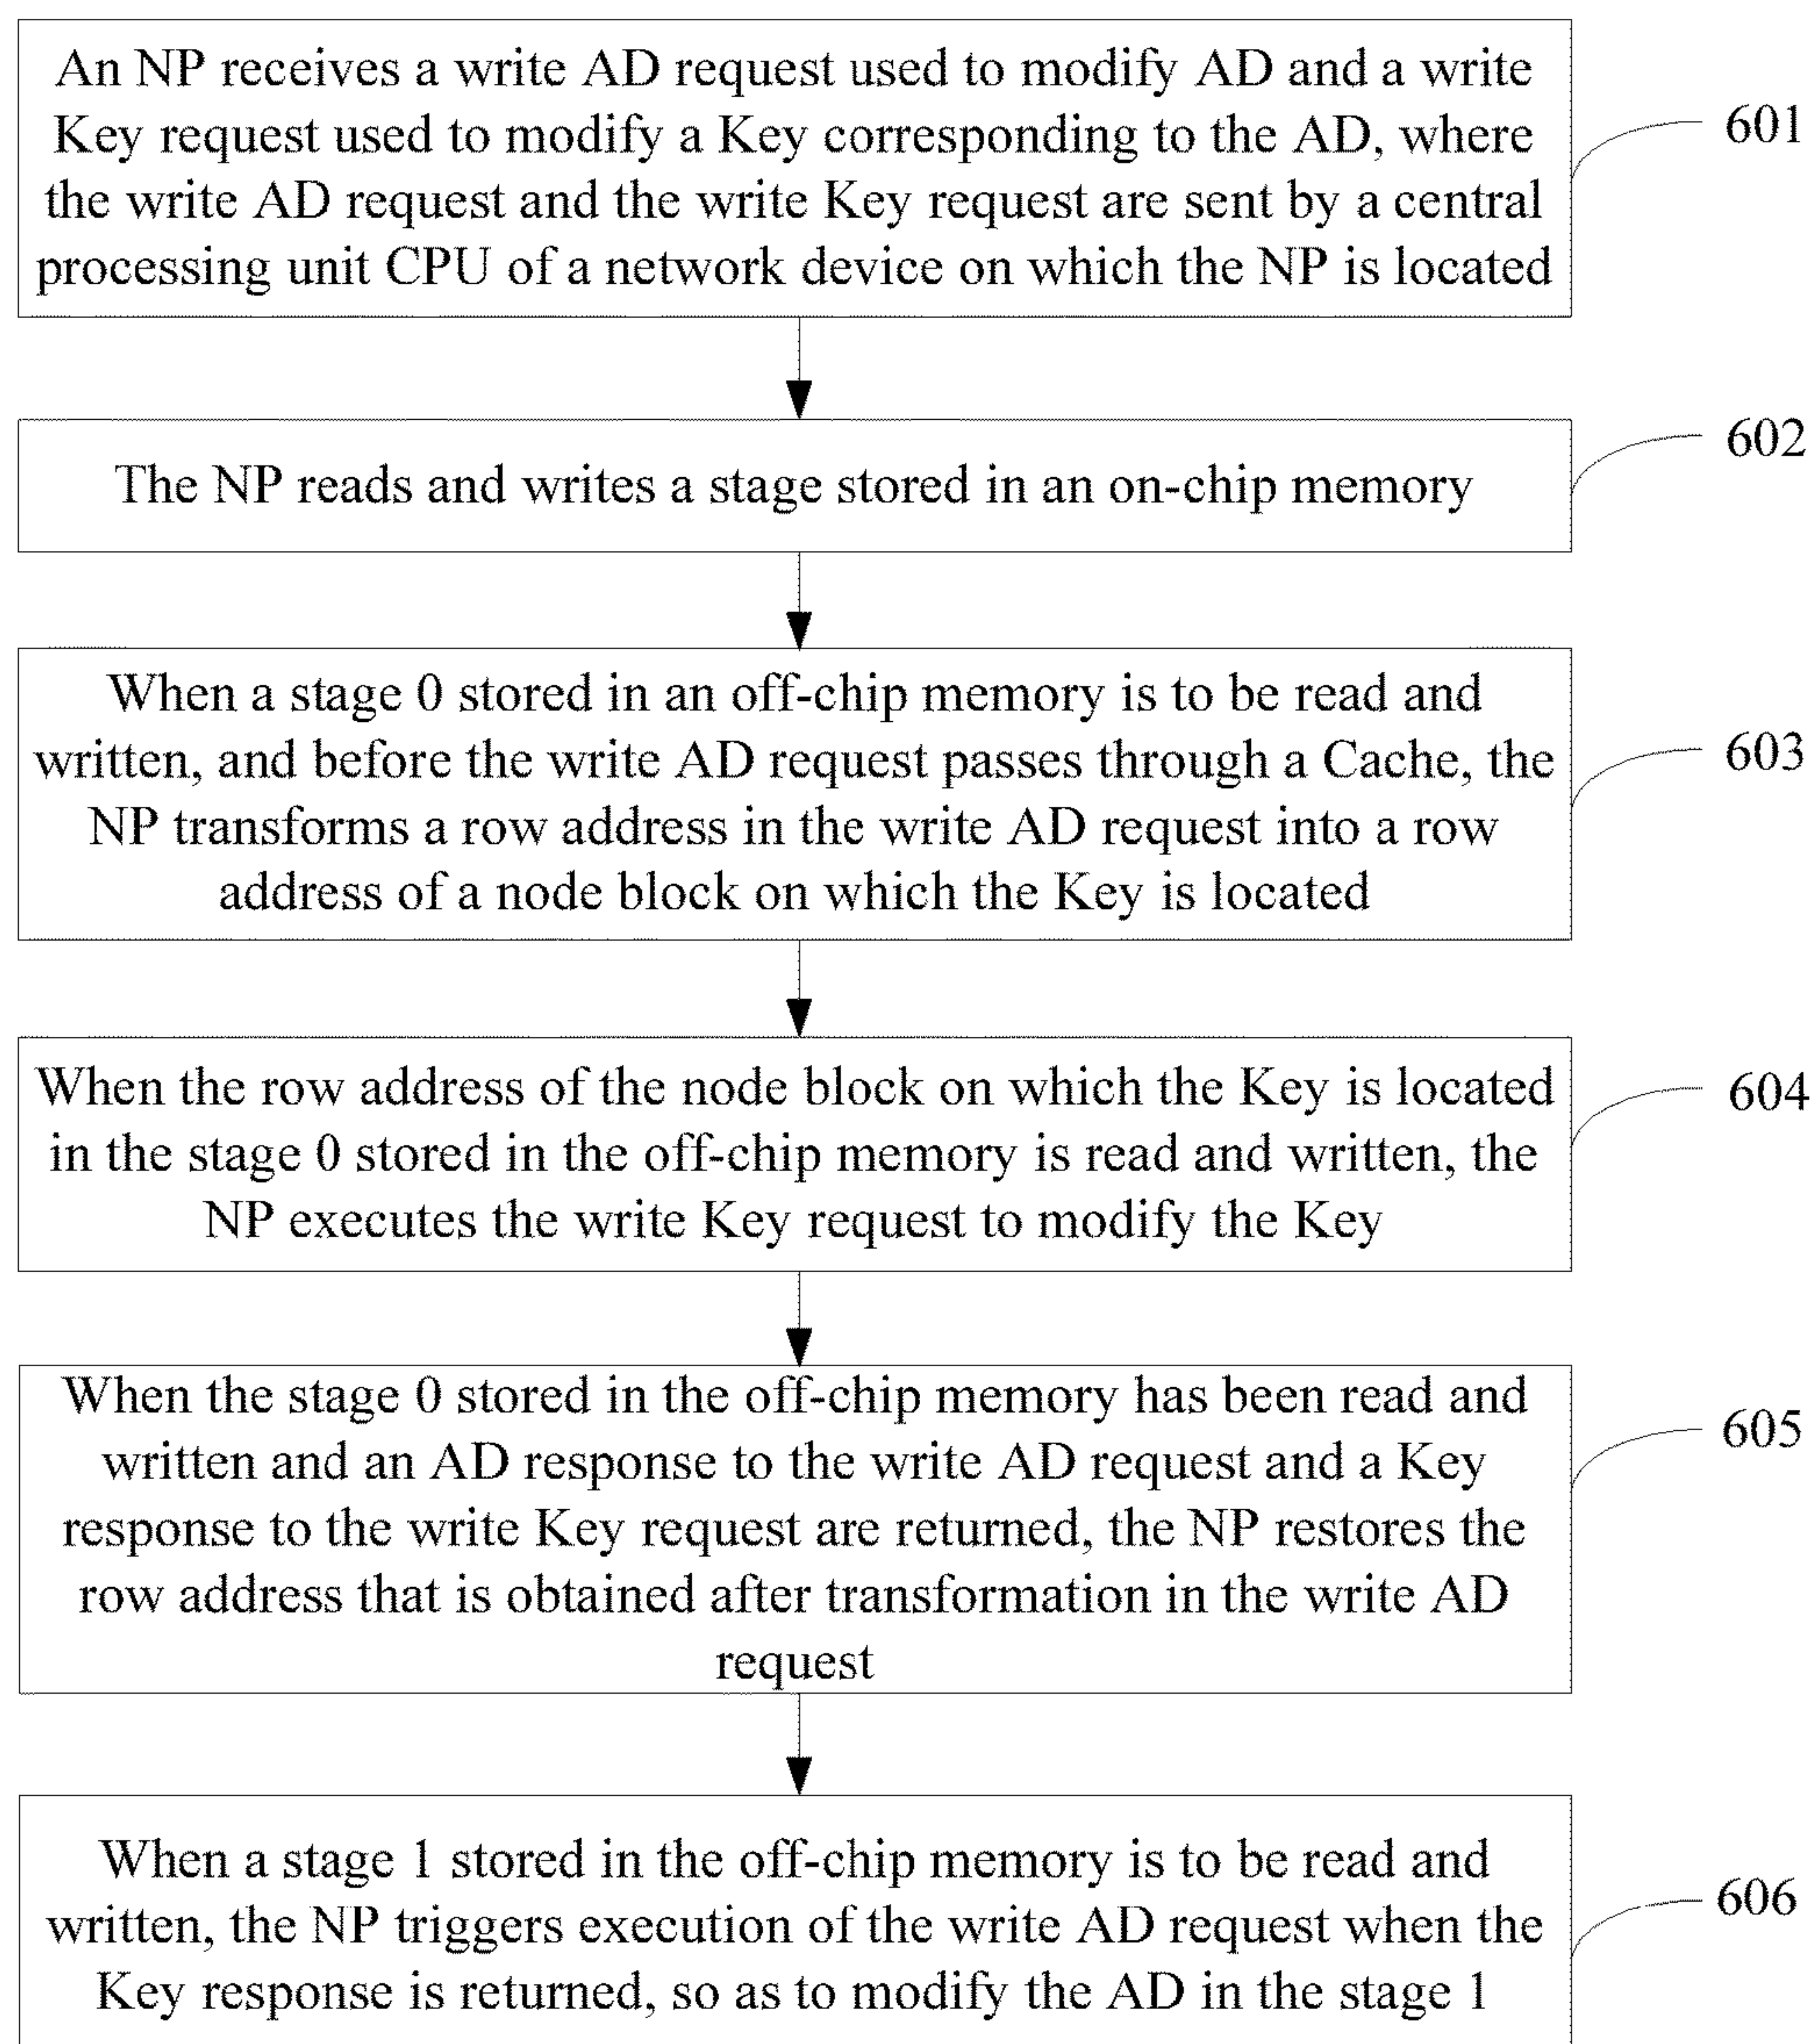 An NP receives a write AD request used to modify AD and a write
Key request used to modify a Key corresponding to the AD, where
the write AD request and the write Key request are sent by a central
processing unit CPU of a network device on which the NP is located
601
The NP reads and writes a stage stored in an on-chip memory
602
When a stage 0 stored in an off-chip memory is to be read and
written, and before the write AD request passes through a Cache, the
NP transforms a row address in the write AD request into a row
address of a node block on which the Key is located
603
When the row address of the node block on which the Key is located
in the stage 0 stored in the off-chip memory is read and written, the
NP executes the write Key request to modify the Key
604
When the stage 0 stored in the off-chip memory has been read and
written and an AD response to the write AD request and a Key
response to the write Key request are returned, the NP restores the
row address that is obtained after transformation in the write AD
request
605
When a stage 1 stored in the off-chip memory is to be read and
written, the NP triggers execution of the write AD request when the
Key response is returned, so as to modify the AD in the stage 1
606